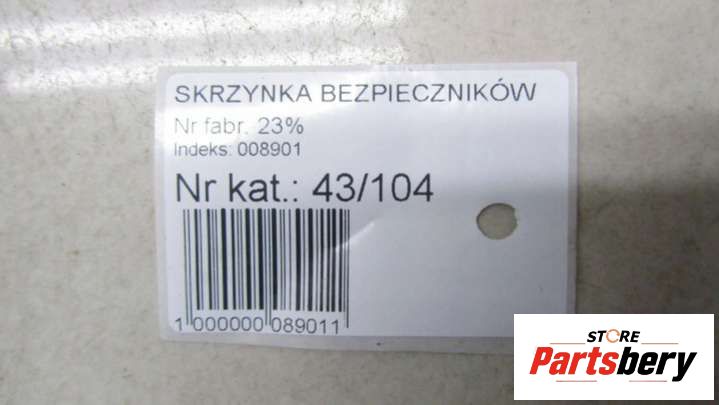 SKRZYNKA BEZPIECZNIKÓW
Nr fabr. 23%
Indeks: 008901
Nr kat.: 43/104
1 000000 089011
STORE
Partsbery